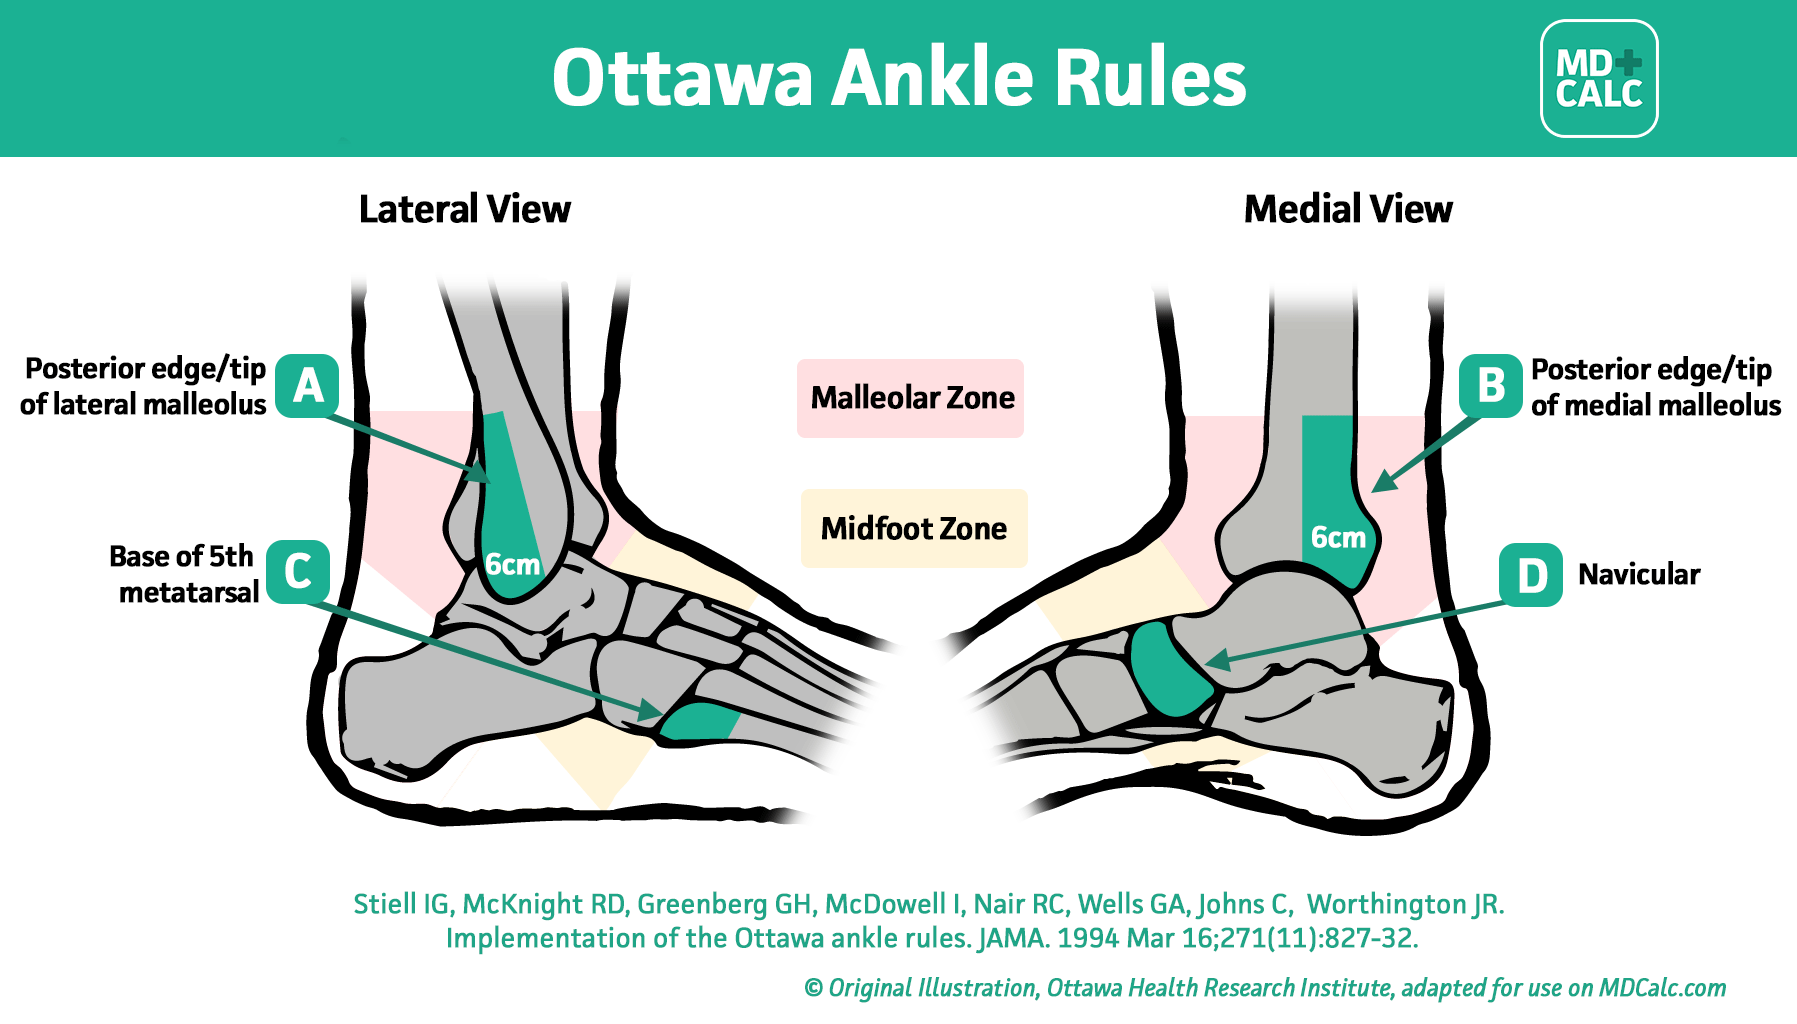 Ottawa Ankle Rules
MD+
CALC
Lateral View
Medial View
Posterior edge/tip
of lateral malleolus
A
Malleolar Zone
B
Posterior edge/tip
of medial malleolus
Midfoot Zone
6cm
6cm
Base of 5th
metatarsal
C
D
Navicular
Stiell IG, McKnight RD, Greenberg GH, McDowell I, Nair RC, Wells GA, Johns C, Worthington JR.
Implementation of the Ottawa ankle rules. JAMA. 1994 Mar 16;271(11):827-32.
© Original Illustration, Ottawa Health Research Institute, adapted for use on MDCalc.com